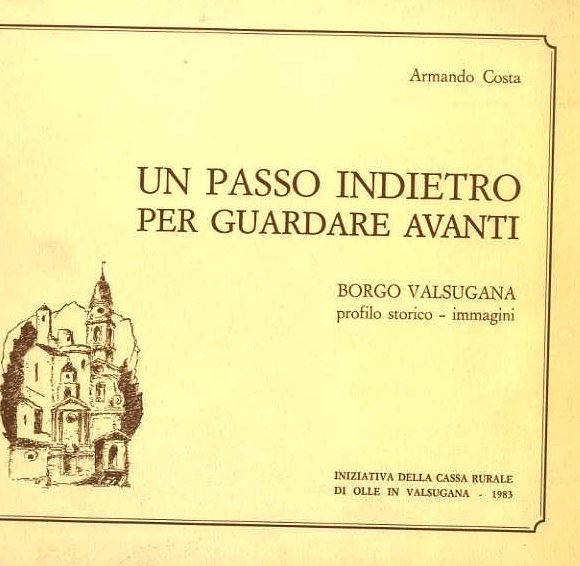 Armando Costa
UN PASSO INDIETRO
PER GUARDARE AVANTI
BORGO VALSUGANA
profilo storico - immagini
INIZIATIVA DELLA CASSA RURALE
DI OLLE IN VALSUGANA - 1983